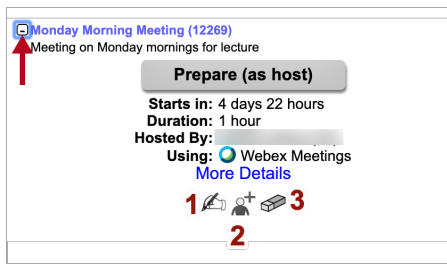 Monday Morning Meeting (12269)
Meeting on Monday mornings for lecture
Prepare (as host)
Starts in: 4 days 22 hours
Duration: 1 hour
Hosted By:
Using: Webex Meetings
More Details
1 3
2